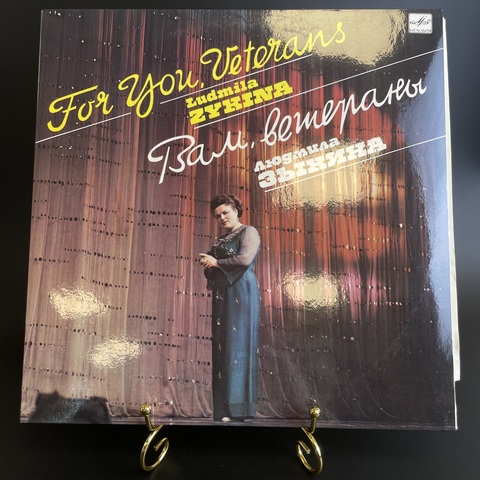 For You, Veterans
Ludmila
ZYKINA
Вам, ветераны
Людмила
ЗЫКИНА